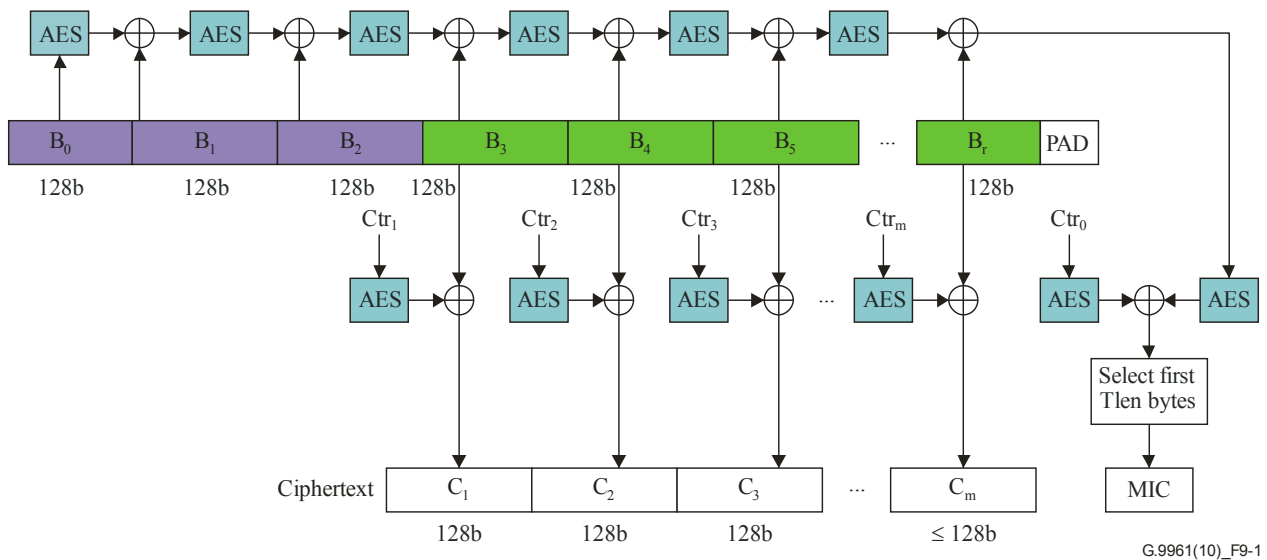 AES AES AES AES AES AES
B₀ B₁ B₂ B₃ B₄ B₅ ... Bᵣ PAD
128b 128b 128b 128b 128b 128b 128b
Ctr₁ Ctr₂ Ctr₃ Ctrₘ Ctr₀
AES AES AES ... AES AES AES
Select first
Tlen bytes
Ciphertext C₁ C₂ C₃ ... Cₘ MIC
128b 128b 128b ≤ 128b
G.9961(10)_F9-1